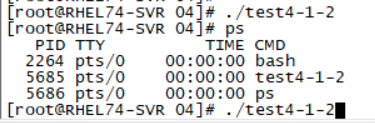 [root@RHEL74-SVR 04]# ./test4-1-2
[root@RHEL74-SVR 04]# ps
  PID TTY          TIME CMD
 2264 pts/0    00:00:00 bash
 5685 pts/0    00:00:00 test4-1-2
 5686 pts/0    00:00:00 ps
[root@RHEL74-SVR 04]# ./test4-1-2